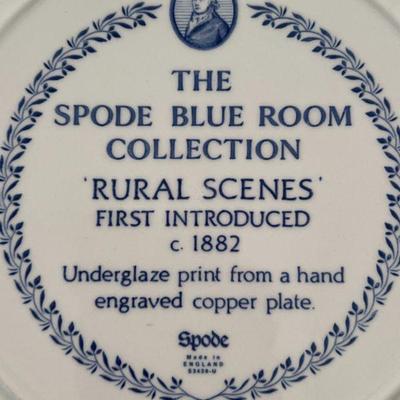 THE
SPODE BLUE ROOM
COLLECTION
'RURAL SCENES'
FIRST INTRODUCED
c. 1882
Underglaze print from a hand
engraved copper plate.
Spode
Made in
ENGLAND
S3429-U